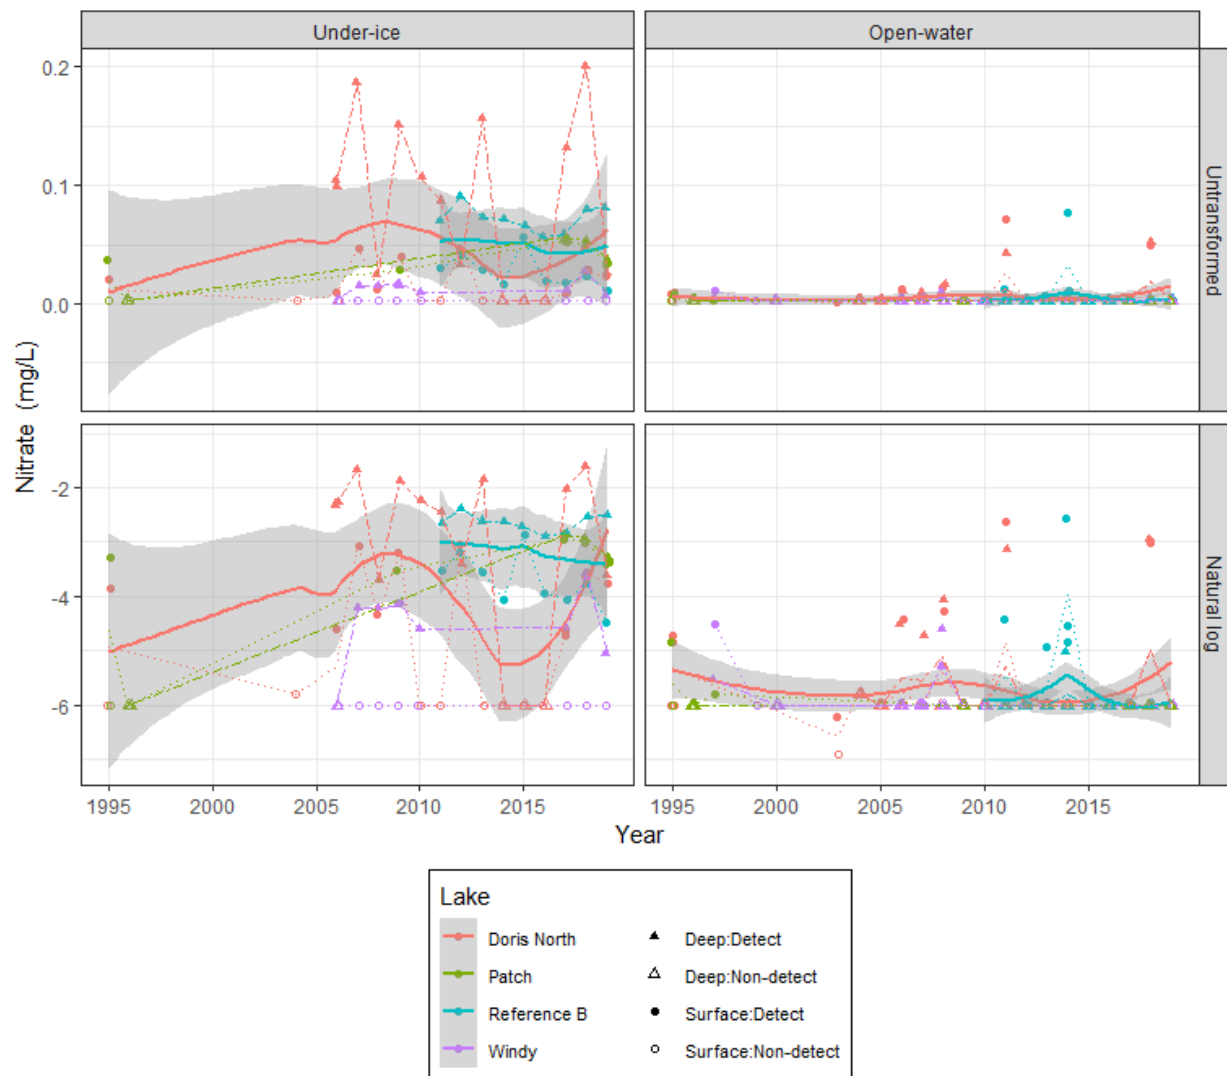 Under-ice
Open-water
0.2
0.1
0.0
Untransformed
Nitrate (mg/L)
-2
-4
-6
Natural log
1995
2000
2005
2010
2015
1995
2000
2005
2010
2015
Year
Lake
Doris North
Patch
Reference B
Windy
Deep:Detect
Deep:Non-detect
Surface:Detect
Surface:Non-detect